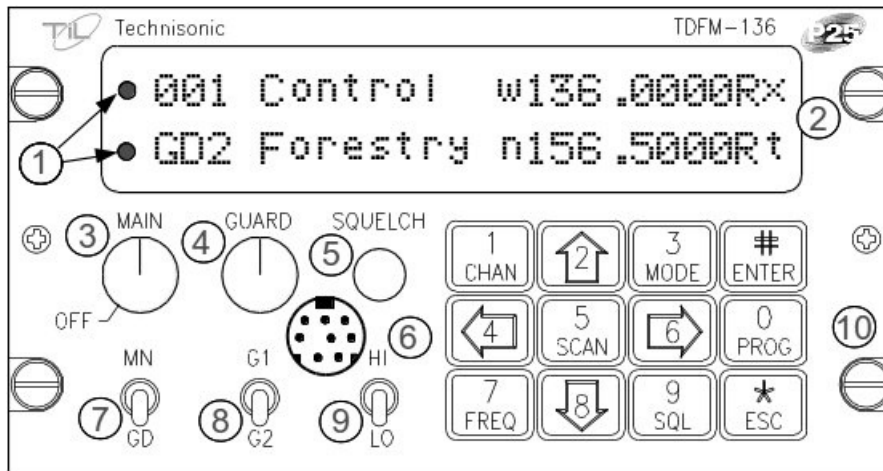 TiL Technisonic TDFM-136 P25
001 Control w136.0000Rx
2
1
GD2 Forestry n156.5000Rt
3 MAIN 4 GUARD SQUELCH
5
OFF
6
1 CHAN 2 3 MODE # ENTER
4 5 SCAN 6 0 PROG
10
7 FREQ 8 9 SQL * ESC
MN G1 HI
7 8 9
GD G2 LO